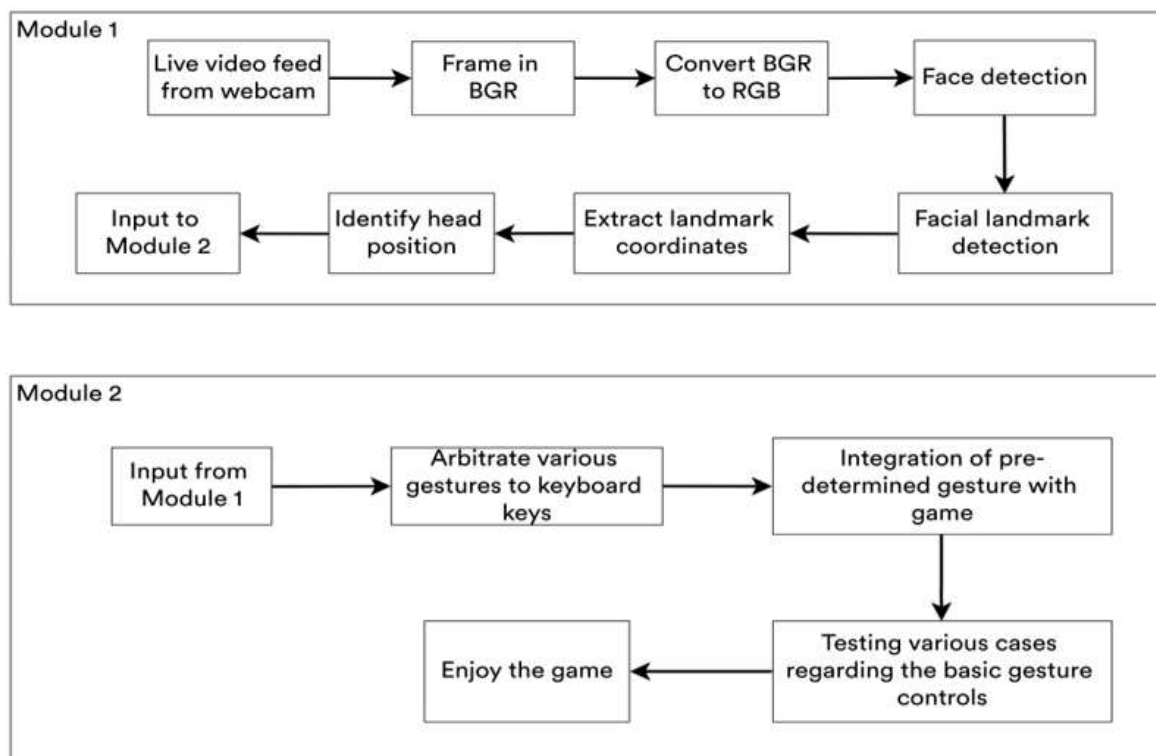 Module 1
Live video feed
from webcam
Frame in
BGR
Convert BGR
to RGB
Face detection
Input to
Module 2
Identify head
position
Extract landmark
coordinates
Facial landmark
detection
Module 2
Input from
Module 1
Arbitrate various
gestures to keyboard
keys
Integration of pre-
determined gesture with
game
Enjoy the game
Testing various cases
regarding the basic gesture
controls